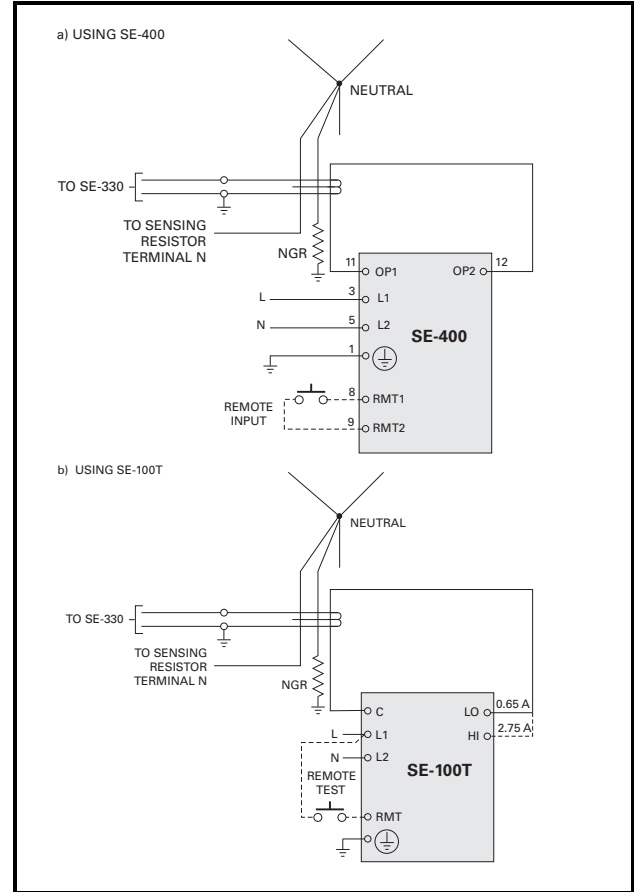 a) USING SE-400
NEUTRAL
TO SE-330
TO SENSING
RESISTOR
TERMINAL N
NGR
11
OP1
OP2
12
L
3
L1
N
5
L2
SE-400
1
REMOTE
INPUT
8
RMT1
9
RMT2
b) USING SE-100T
NEUTRAL
TO SE-330
TO SENSING
RESISTOR
TERMINAL N
NGR
C
LO
0.65 A
L
L1
HI
2.75 A
N
L2
SE-100T
REMOTE
TEST
RMT